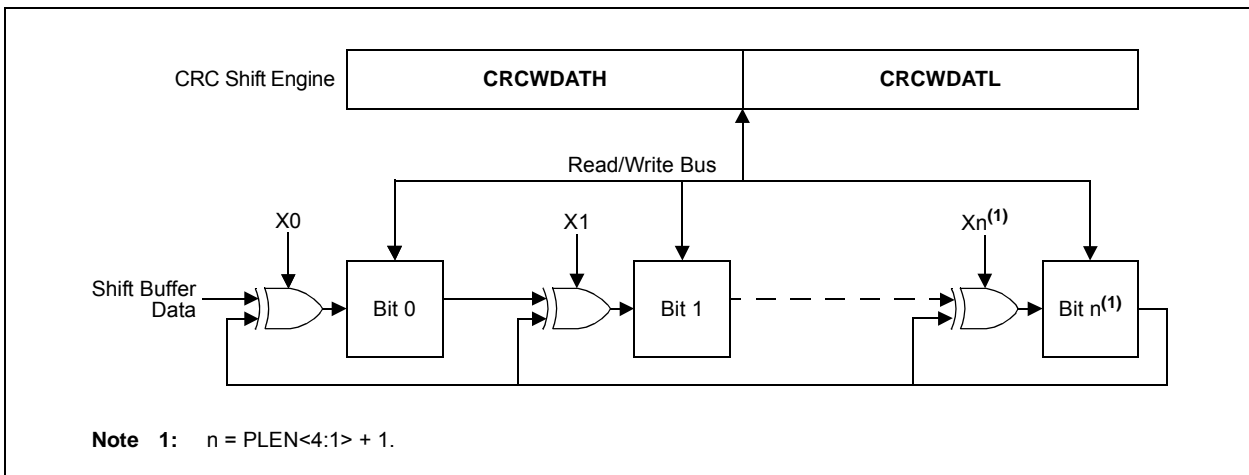 CRC Shift Engine
CRCWDATH
CRCWDATL
Read/Write Bus
X0
X1
Xn(1)
Shift Buffer
Data
Bit 0
Bit 1
Bit n(1)
Note 1: n = PLEN<4:1> + 1.